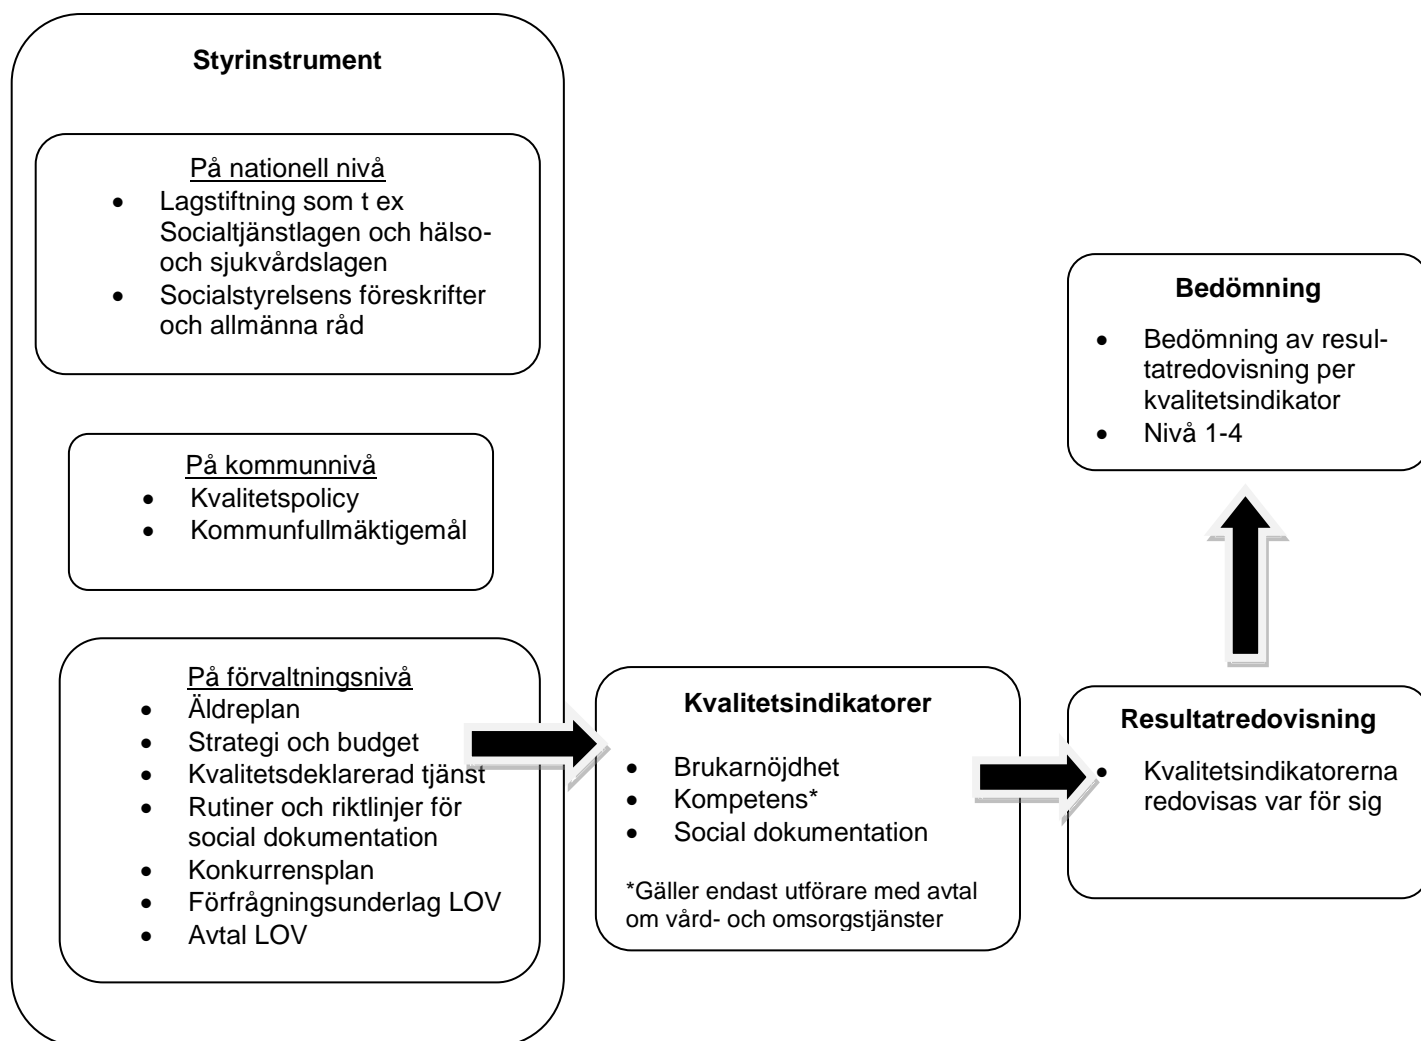 Styrinstrument
På nationell nivå
• Lagstiftning som t ex
Socialtjänstlagen och hälso-
och sjukvårdslagen
• Socialstyrelsens föreskrifter
och allmänna råd
På kommunnivå
• Kvalitetspolicy
• Kommunfullmäktigemål
På förvaltningsnivå
• Äldreplan
• Strategi och budget
• Kvalitetsdeklarerad tjänst
• Rutiner och riktlinjer för
social dokumentation
• Konkurrensplan
• Förfrågningsunderlag LOV
• Avtal LOV
Kvalitetsindikatorer
• Brukarnöjdhet
• Kompetens*
• Social dokumentation
*Gäller endast utförare med avtal
om vård- och omsorgstjänster
Resultatredovisning
• Kvalitetsindikatorerna
redovisas var för sig
Bedömning
• Bedömning av resul-
tatredovisning per
kvalitetsindikator
• Nivå 1-4